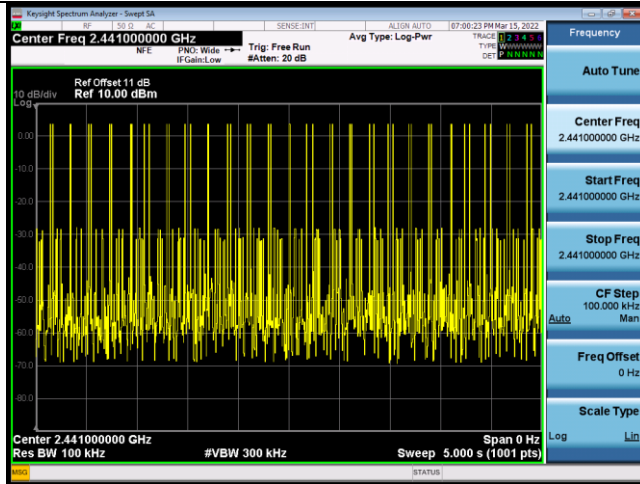 Keysight Spectrum Analyzer - Swept SA
RF 50 Ω AC SENSE:INT ALIGN AUTO 07:00:23 PM Mar 15, 2022
Center Freq 2.441000000 GHz
NFE
PNO: Wide
IFGain:Low
Trig: Free Run
#Atten: 20 dB
Avg Type: Log-Pwr
TRACE 1 2 3 4 5 6
TYPE WWWWWW
DET P N N N N N
Ref Offset 11 dB
10 dB/div Ref 10.00 dBm
Log
0.00
-10.0
-20.0
-30.0
-40.0
-50.0
-60.0
-70.0
-80.0
Center 2.441000000 GHz Span 0 Hz
Res BW 100 kHz #VBW 300 kHz Sweep 5.000 s (1001 pts)
MSG STATUS
Frequency
Auto Tune
Center Freq
2.441000000 GHz
Start Freq
2.441000000 GHz
Stop Freq
2.441000000 GHz
CF Step
100.000 kHz
Auto Man
Freq Offset
0 Hz
Scale Type
Log Lin